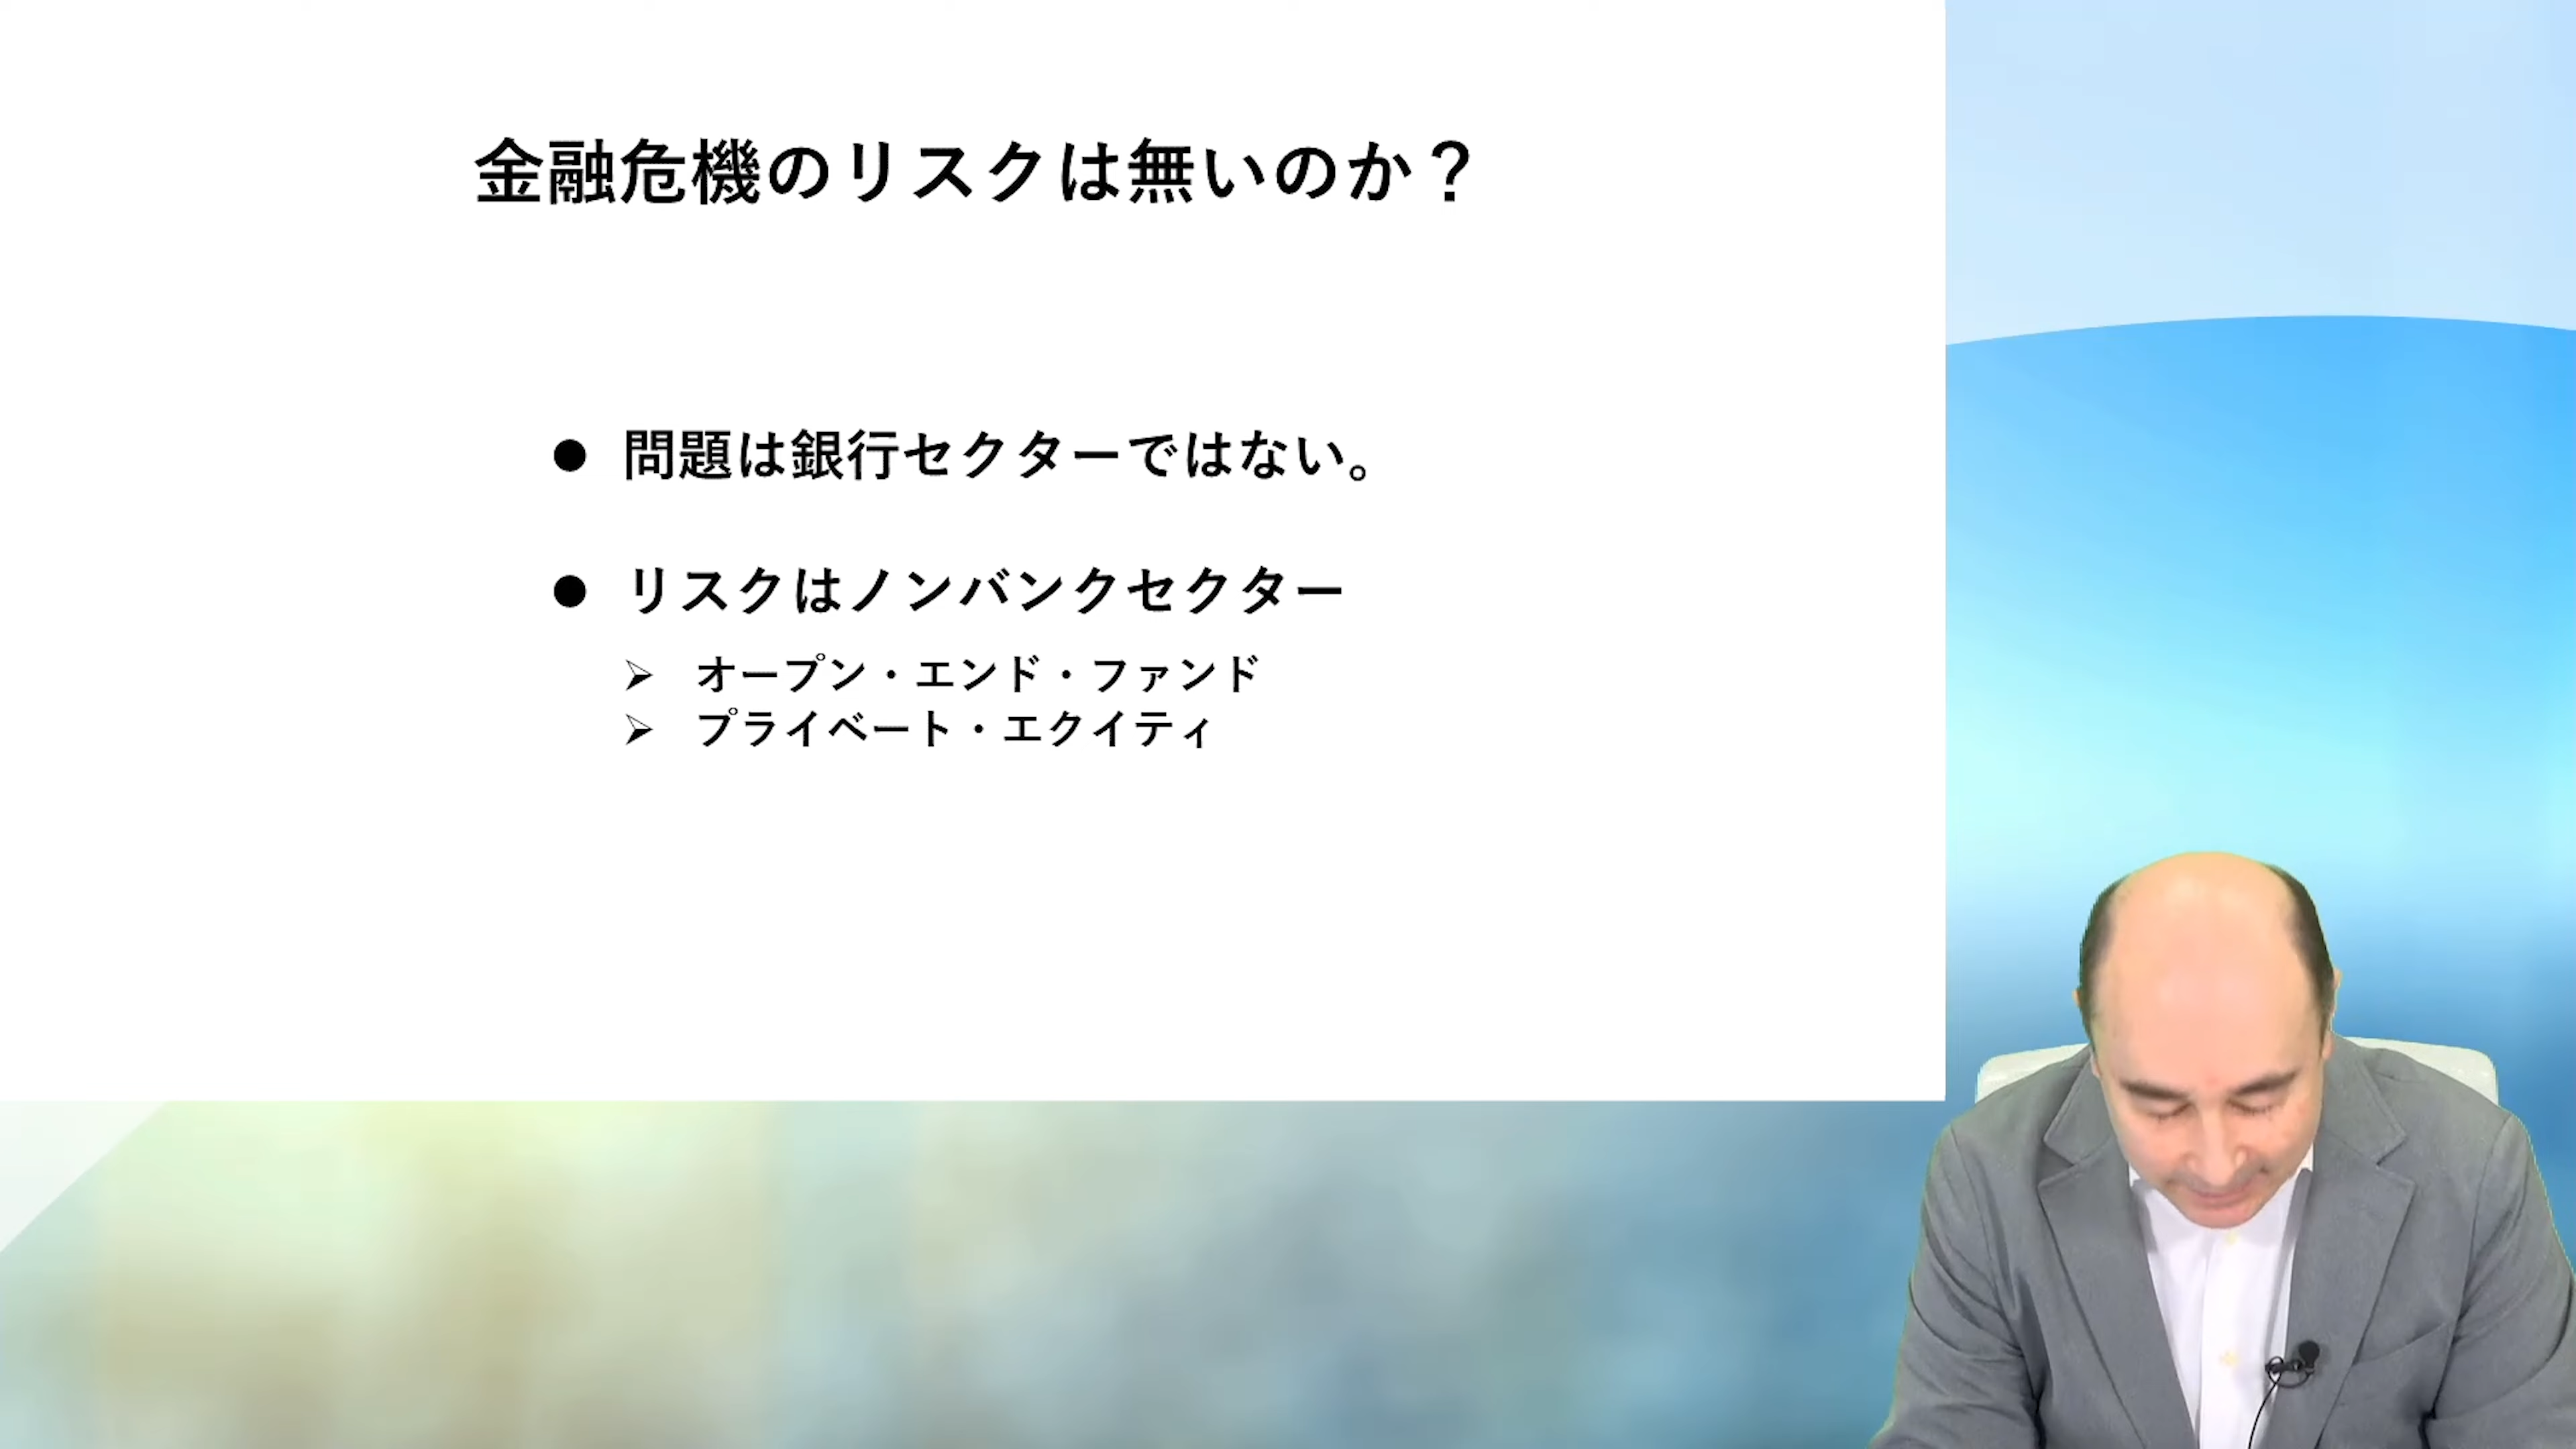 金融危機のリスクは無いのか？
● 問題は銀行セクターではない。
● リスクはノンバンクセクター
➢ オープン・エンド・ファンド
➢ プライベート・エクイティ